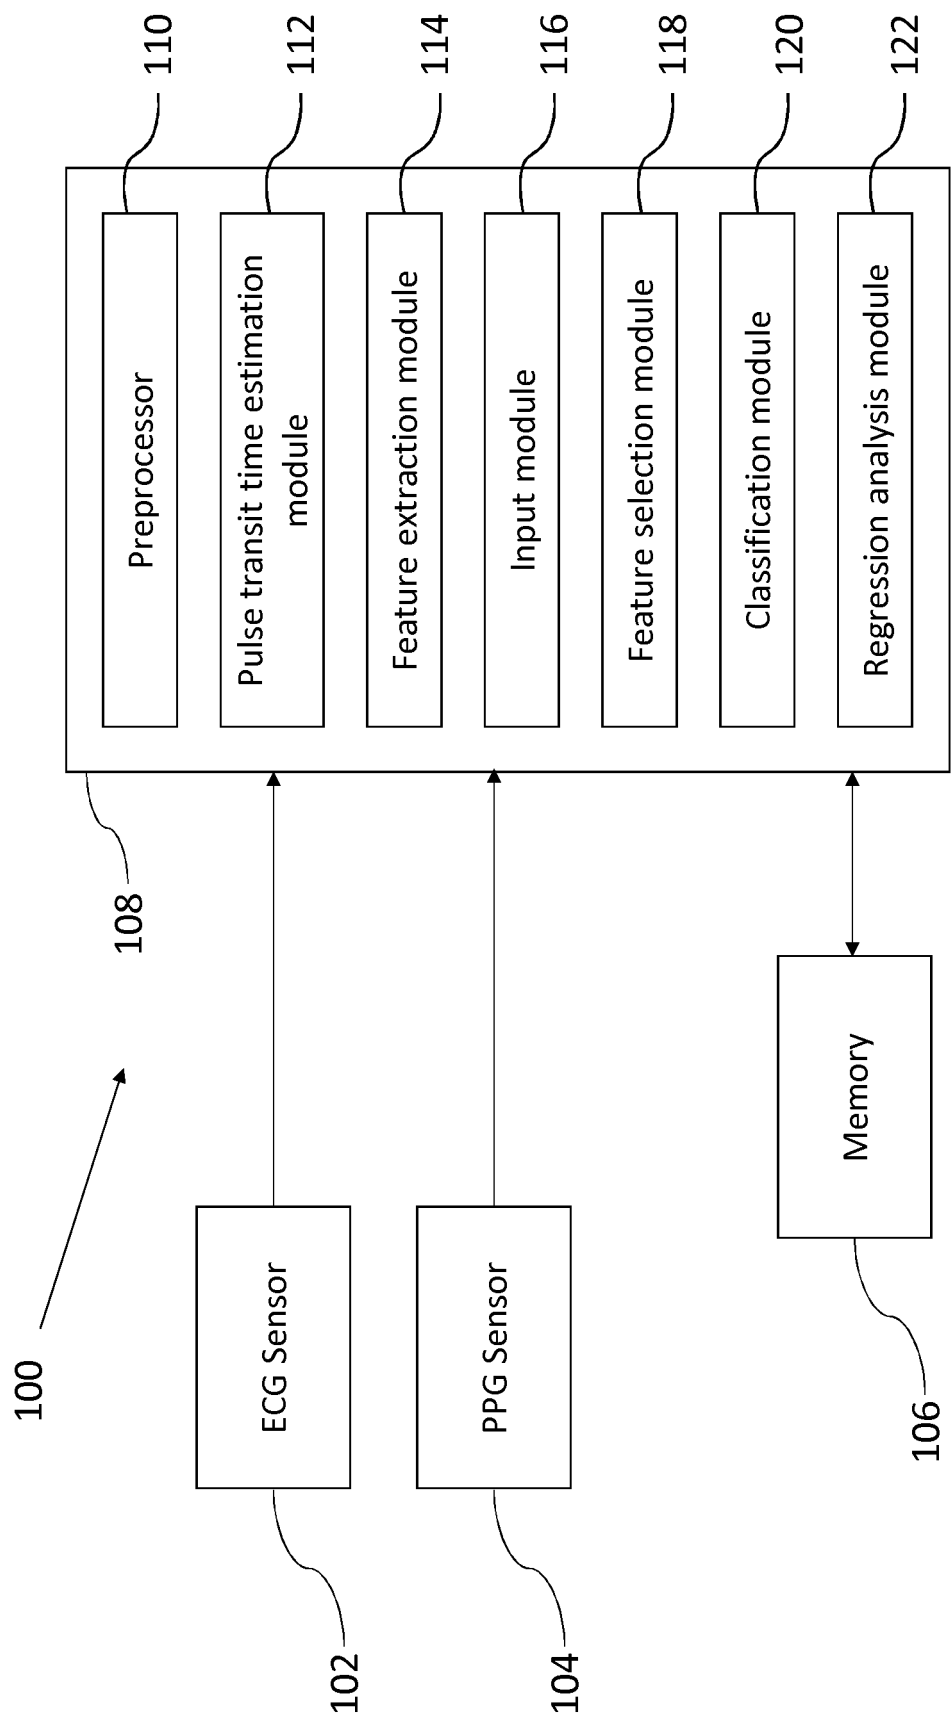 100
102
ECG Sensor
104
PPG Sensor
106
Memory
108
Preprocessor
110
Pulse transit time estimation
module
112
Feature extraction module
114
Input module
116
Feature selection module
118
Classification module
120
Regression analysis module
122